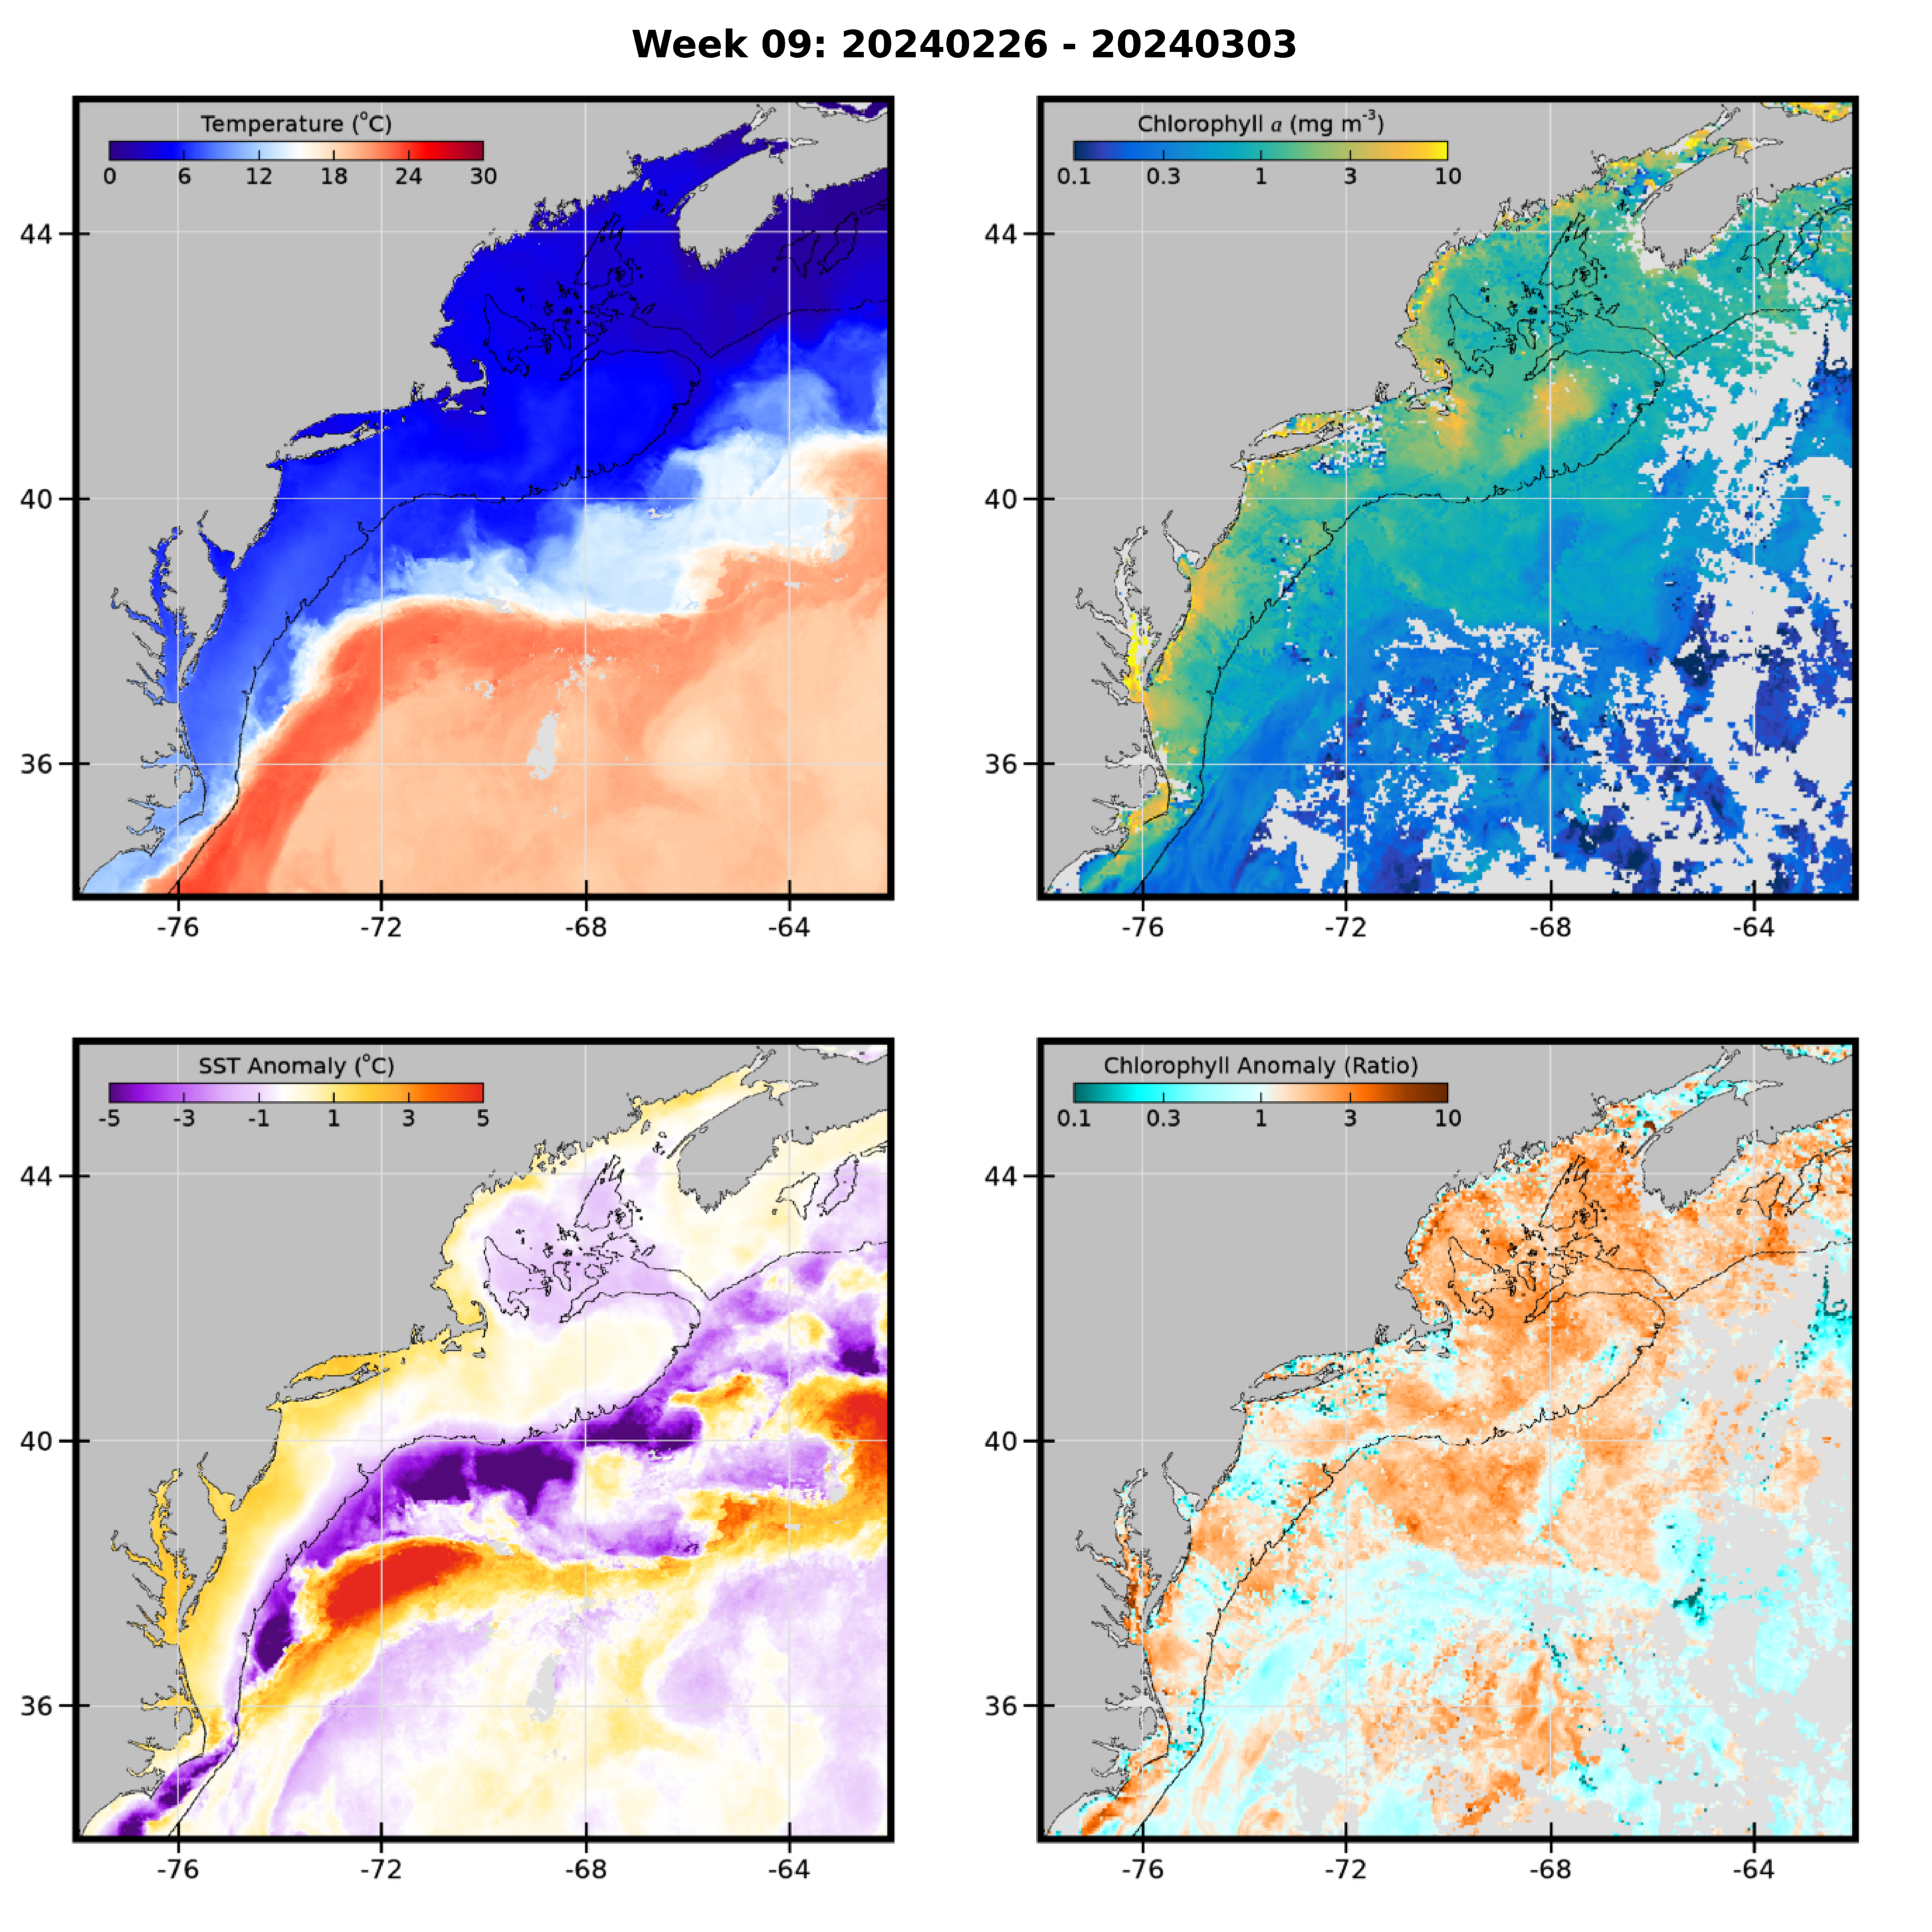 Week 09: 20240226 - 20240303
Temperature (°C)
0 6 12 18 24 30
44
40
36
-76 -72 -68 -64
Chlorophyll a (mg m⁻³)
0.1 0.3 1 3 10
44
40
36
-76 -72 -68 -64
SST Anomaly (°C)
-5 -3 -1 1 3 5
44
40
36
-76 -72 -68 -64
Chlorophyll Anomaly (Ratio)
0.1 0.3 1 3 10
44
40
36
-76 -72 -68 -64